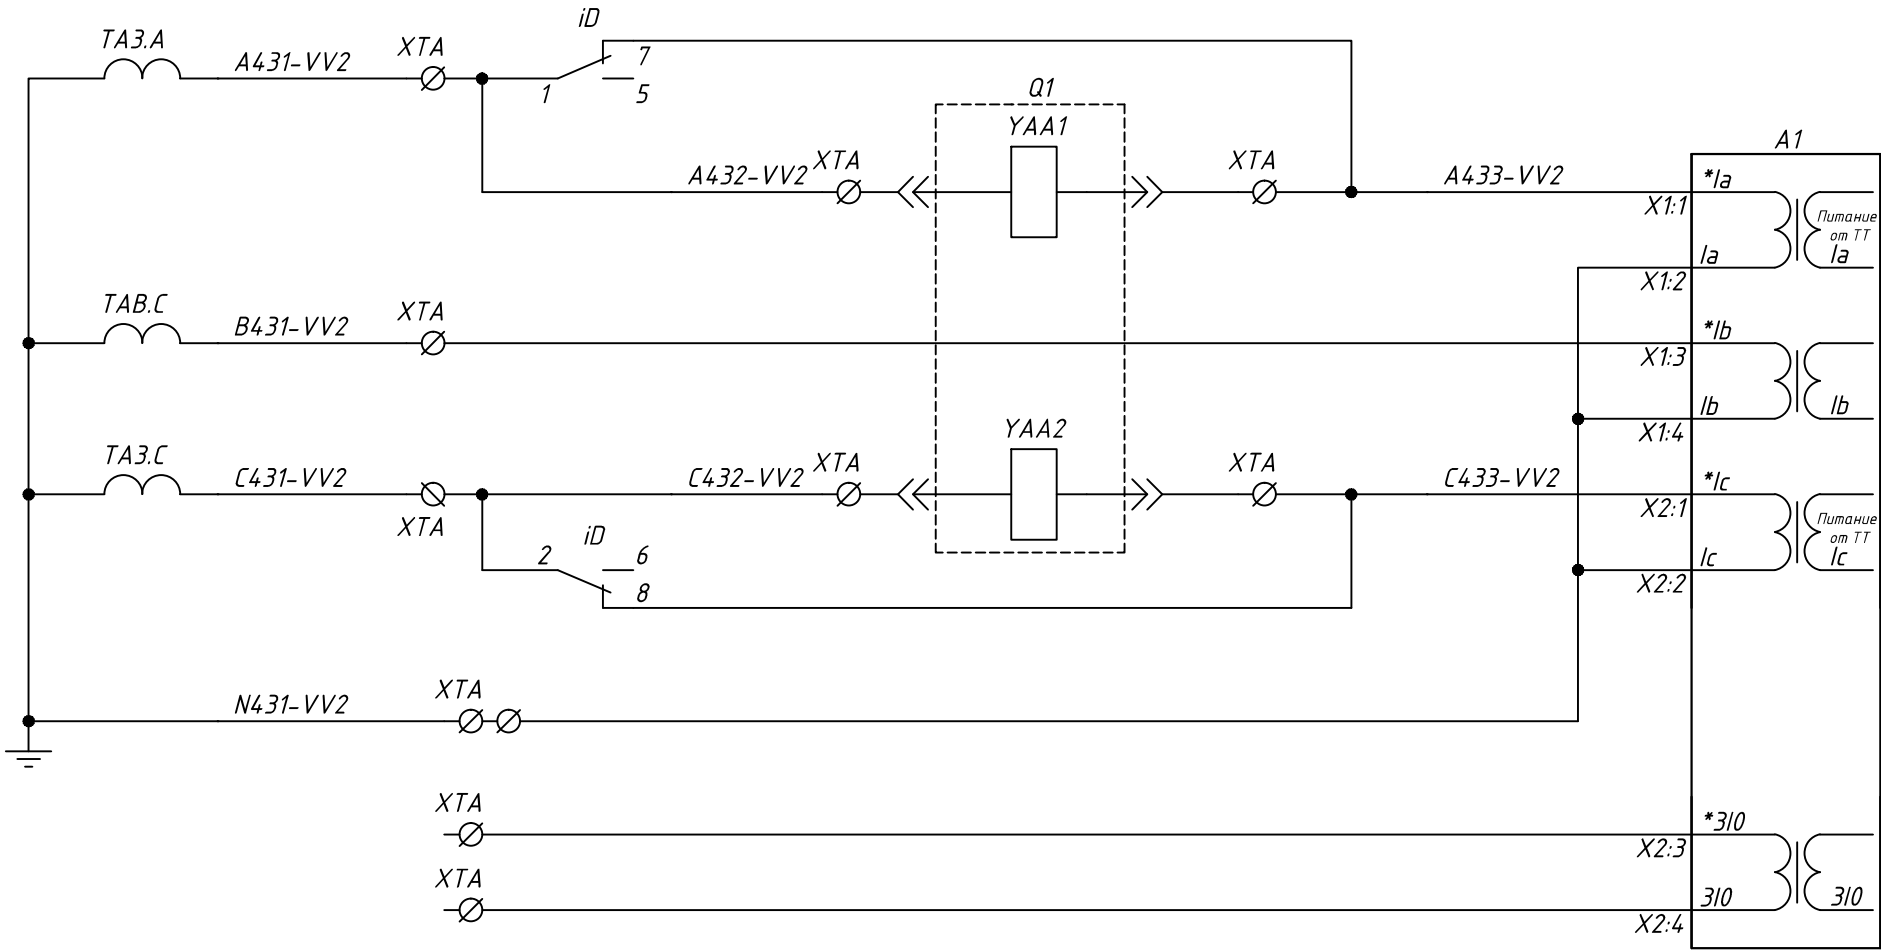 iD
TA3.A
A431-VV2
XTA
7
1
5
Q1
YAA1
A1
A432-VV2
XTA
XTA
A433-VV2
*Ia
X1:1
Питание
от ТТ
Ia
Ia
X1:2
TAB.C
B431-VV2
XTA
*Ib
X1:3
Ib
Ib
X1:4
TA3.C
C431-VV2
XTA
C432-VV2
XTA
YAA2
XTA
C433-VV2
*Ic
X2:1
Питание
от ТТ
Ic
Ic
X2:2
iD
2
6
8
N431-VV2
XTA
XTA
*3I0
X2:3
XTA
3I0
3I0
X2:4